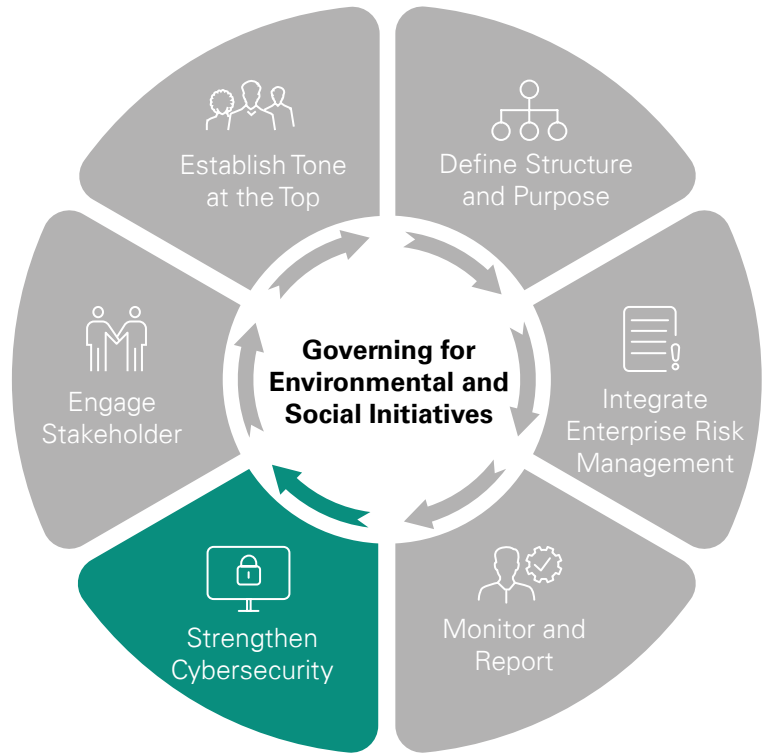 Establish Tone
at the Top
Define Structure
and Purpose
Integrate
Enterprise Risk
Management
Monitor and
Report
Strengthen
Cybersecurity
Engage
Stakeholder
Governing for
Environmental and
Social Initiatives